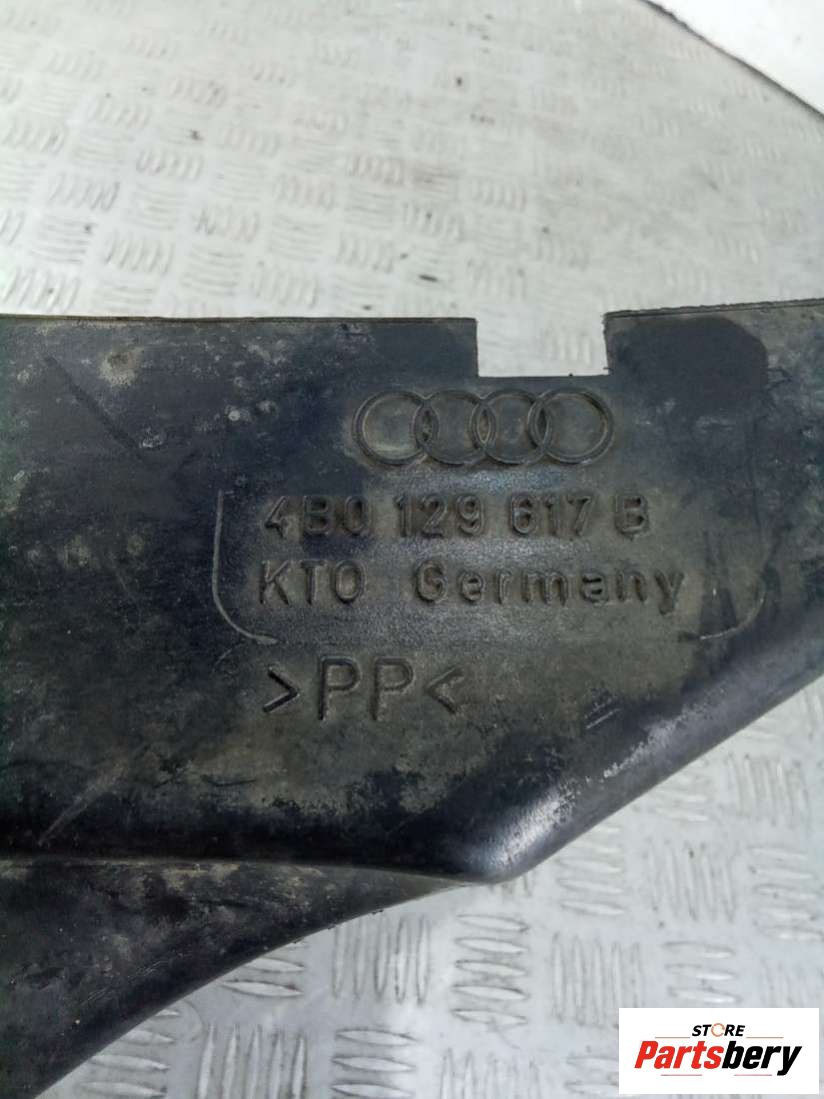 4B0 129 617 B
KTO Germany
>PP<
STORE
Partsbery